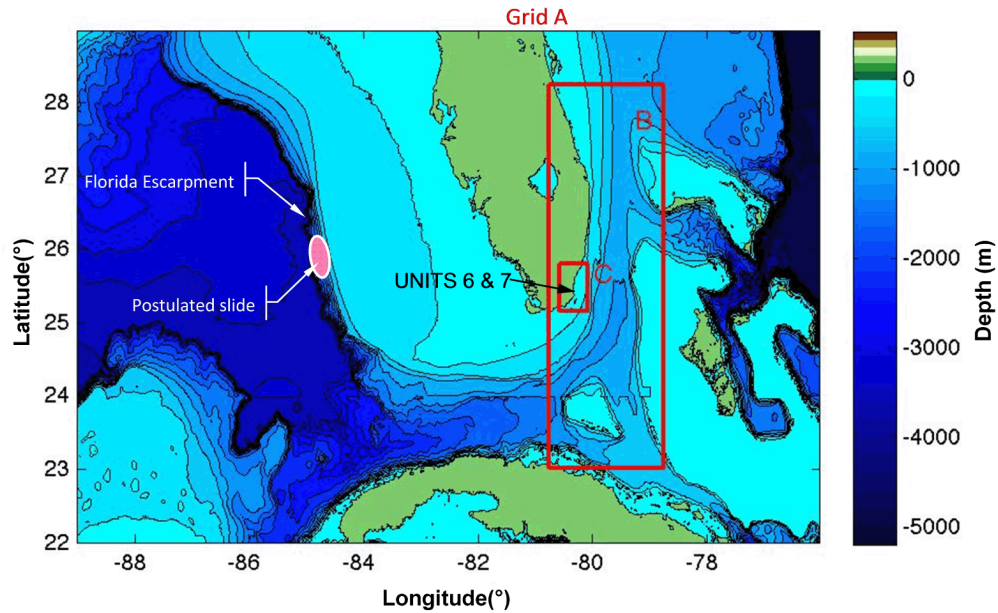 Grid A
28
27
26
25
24
23
22
Latitude(°)
B
Florida Escarpment
C
UNITS 6 & 7
Postulated slide
-88
-86
-84
-82
-80
-78
Longitude(°)
0
-1000
-2000
-3000
-4000
-5000
Depth (m)